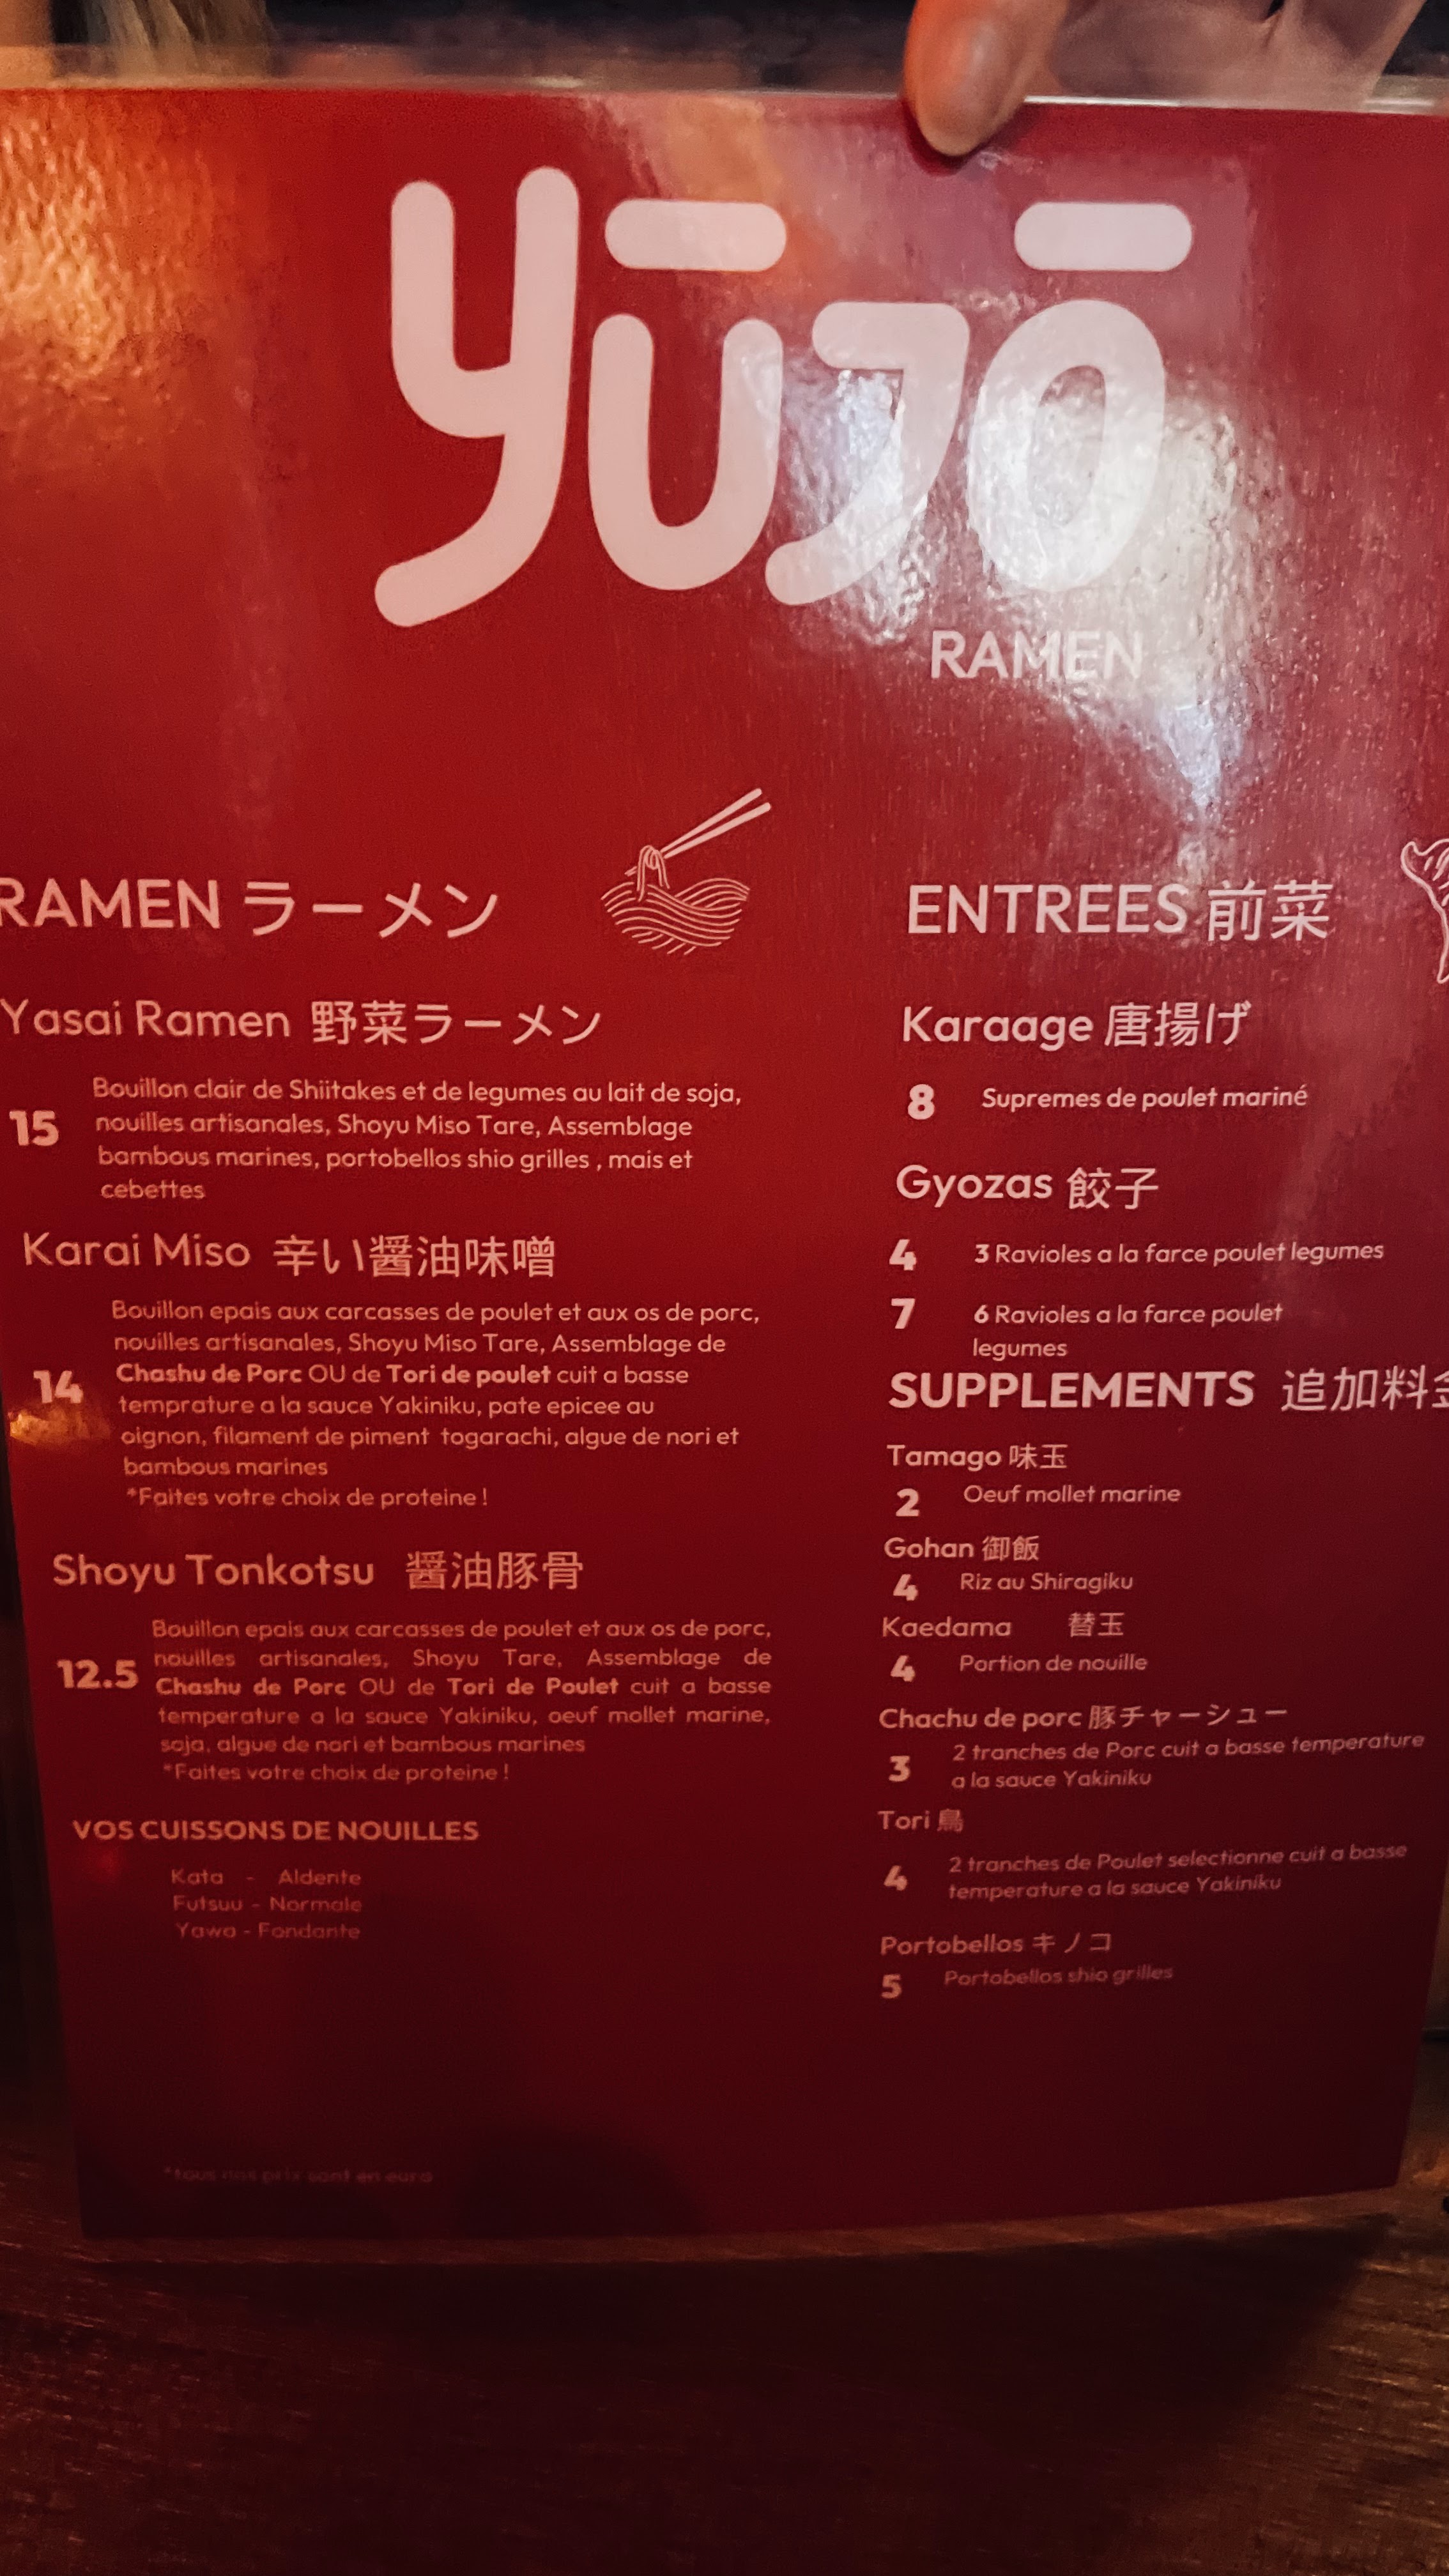 YŪJŌ
RAMEN
RAMEN ラーメン
Yasai Ramen 野菜ラーメン
15
Bouillon clair de Shiitakes et de legumes au lait de soja,
nouilles artisanales, Shoyu Miso Tare, Assemblage
bambous marines, portobellos shio grilles , mais et
cebettes
Karai Miso 辛い醤油味噌
14
Bouillon epais aux carcasses de poulet et aux os de porc,
nouilles artisanales, Shoyu Miso Tare, Assemblage de
Chashu de Porc OU de Tori de poulet cuit a basse
temprature a la sauce Yakiniku, pate epicee au
oignon, filament de piment togarachi, algue de nori et
bambous marines
*Faites votre choix de proteine !
Shoyu Tonkotsu 醤油豚骨
12.5
Bouillon epais aux carcasses de poulet et aux os de porc,
nouilles artisanales, Shoyu Tare, Assemblage de
Chashu de Porc OU de Tori de Poulet cuit a basse
temperature a la sauce Yakiniku, oeuf mollet marine,
soja, algue de nori et bambous marines
*Faites votre choix de proteine !
VOS CUISSONS DE NOUILLES
Kata - Aldente
Futsuu - Normale
Yawa - Fondante
*tous nos prix sont en euro
ENTREES 前菜
Karaage 唐揚げ
8 Supremes de poulet mariné
Gyozas 餃子
4 3 Ravioles a la farce poulet legumes
7 6 Ravioles a la farce poulet
legumes
SUPPLEMENTS 追加料金
Tamago 味玉
2 Oeuf mollet marine
Gohan 御飯
4 Riz au Shiragiku
Kaedama 替玉
4 Portion de nouille
Chachu de porc 豚チャーシュー
3 2 tranches de Porc cuit a basse temperature
a la sauce Yakiniku
Tori 鳥
4 2 tranches de Poulet selectionne cuit a basse
temperature a la sauce Yakiniku
Portobellos キノコ
5 Portobellos shio grilles